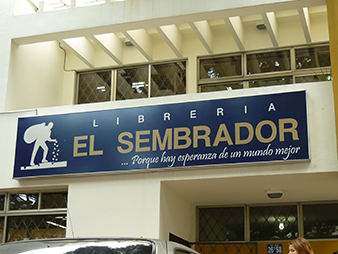 LIBRERIA
EL SEMBRADOR
... Porque hay esperanza de un mundo mejor